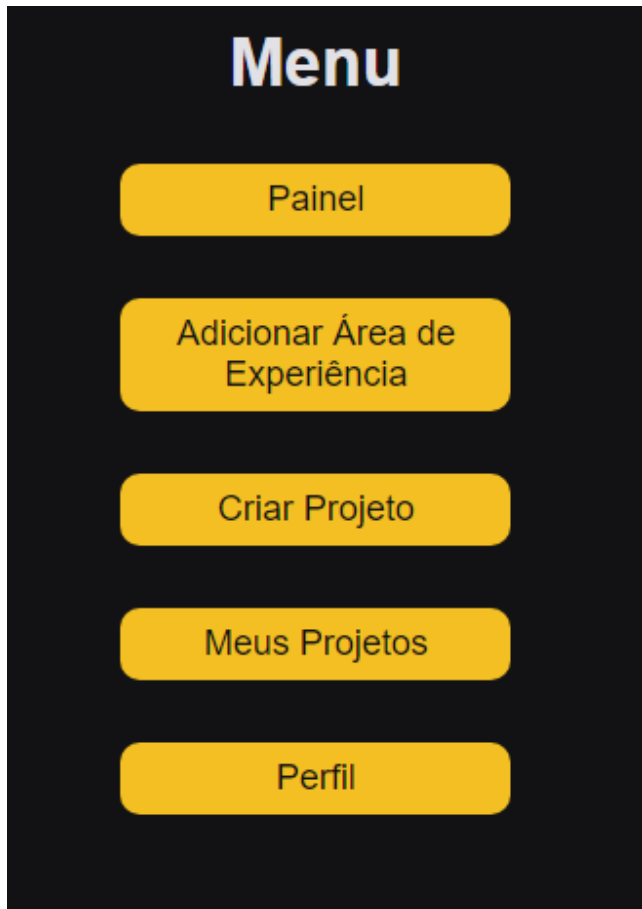 Menu
Painel
Adicionar Área de
Experiência
Criar Projeto
Meus Projetos
Perfil